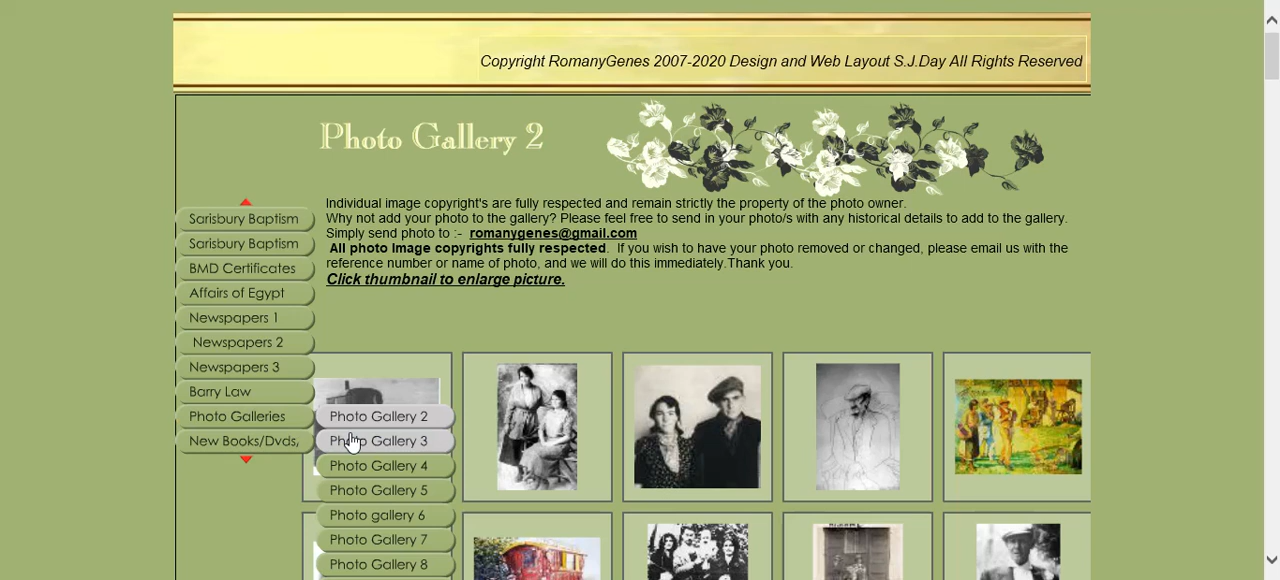 Copyright RomanyGenes 2007-2020 Design and Web Layout S.J.Day All Rights Reserved
Photo Gallery 2
Individual image copyright's are fully respected and remain strictly the property of the photo owner.
Why not add your photo to the gallery? Please feel free to send in your photo/s with any historical details to add to the gallery.
Simply send photo to :- romanygenes@gmail.com
All photo Image copyrights fully respected. If you wish to have your photo removed or changed, please email us with the
reference number or name of photo, and we will do this immediately.Thank you.
Click thumbnail to enlarge picture.
Sarisbury Baptism
Sarisbury Baptism
BMD Certificates
Affairs of Egypt
Newspapers 1
Newspapers 2
Newspapers 3
Barry Law
Photo Galleries
New Books/Dvds,
Photo Gallery 2
Photo Gallery 3
Photo Gallery 4
Photo Gallery 5
Photo gallery 6
Photo Gallery 7
Photo Gallery 8